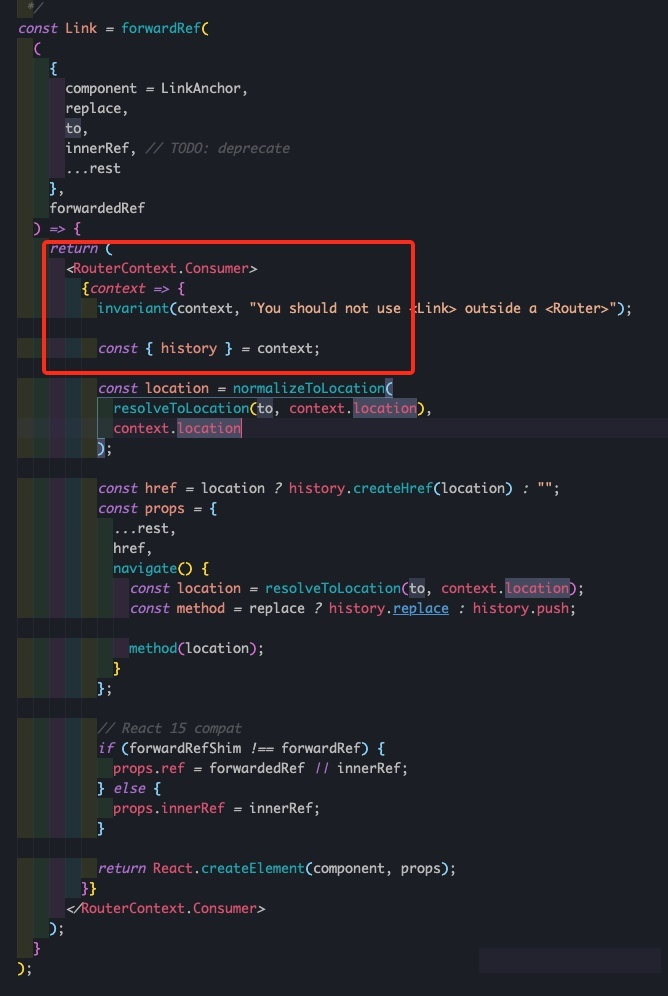 */
const Link = forwardRef(
(
{
component = LinkAnchor,
replace,
to,
innerRef, // TODO: deprecate
...rest
},
forwardedRef
) => {
return (
<RouterContext.Consumer>
{context => {
invariant(context, "You should not use <Link> outside a <Router>");
const { history } = context;
const location = normalizeToLocation(
resolveToLocation(to, context.location),
context.location
);
const href = location ? history.createHref(location) : "";
const props = {
...rest,
href,
navigate() {
const location = resolveToLocation(to, context.location);
const method = replace ? history.replace : history.push;
method(location);
}
};
// React 15 compat
if (forwardRefShim !== forwardRef) {
props.ref = forwardedRef || innerRef;
} else {
props.innerRef = innerRef;
}
return React.createElement(component, props);
}}
</RouterContext.Consumer>
);
}
);